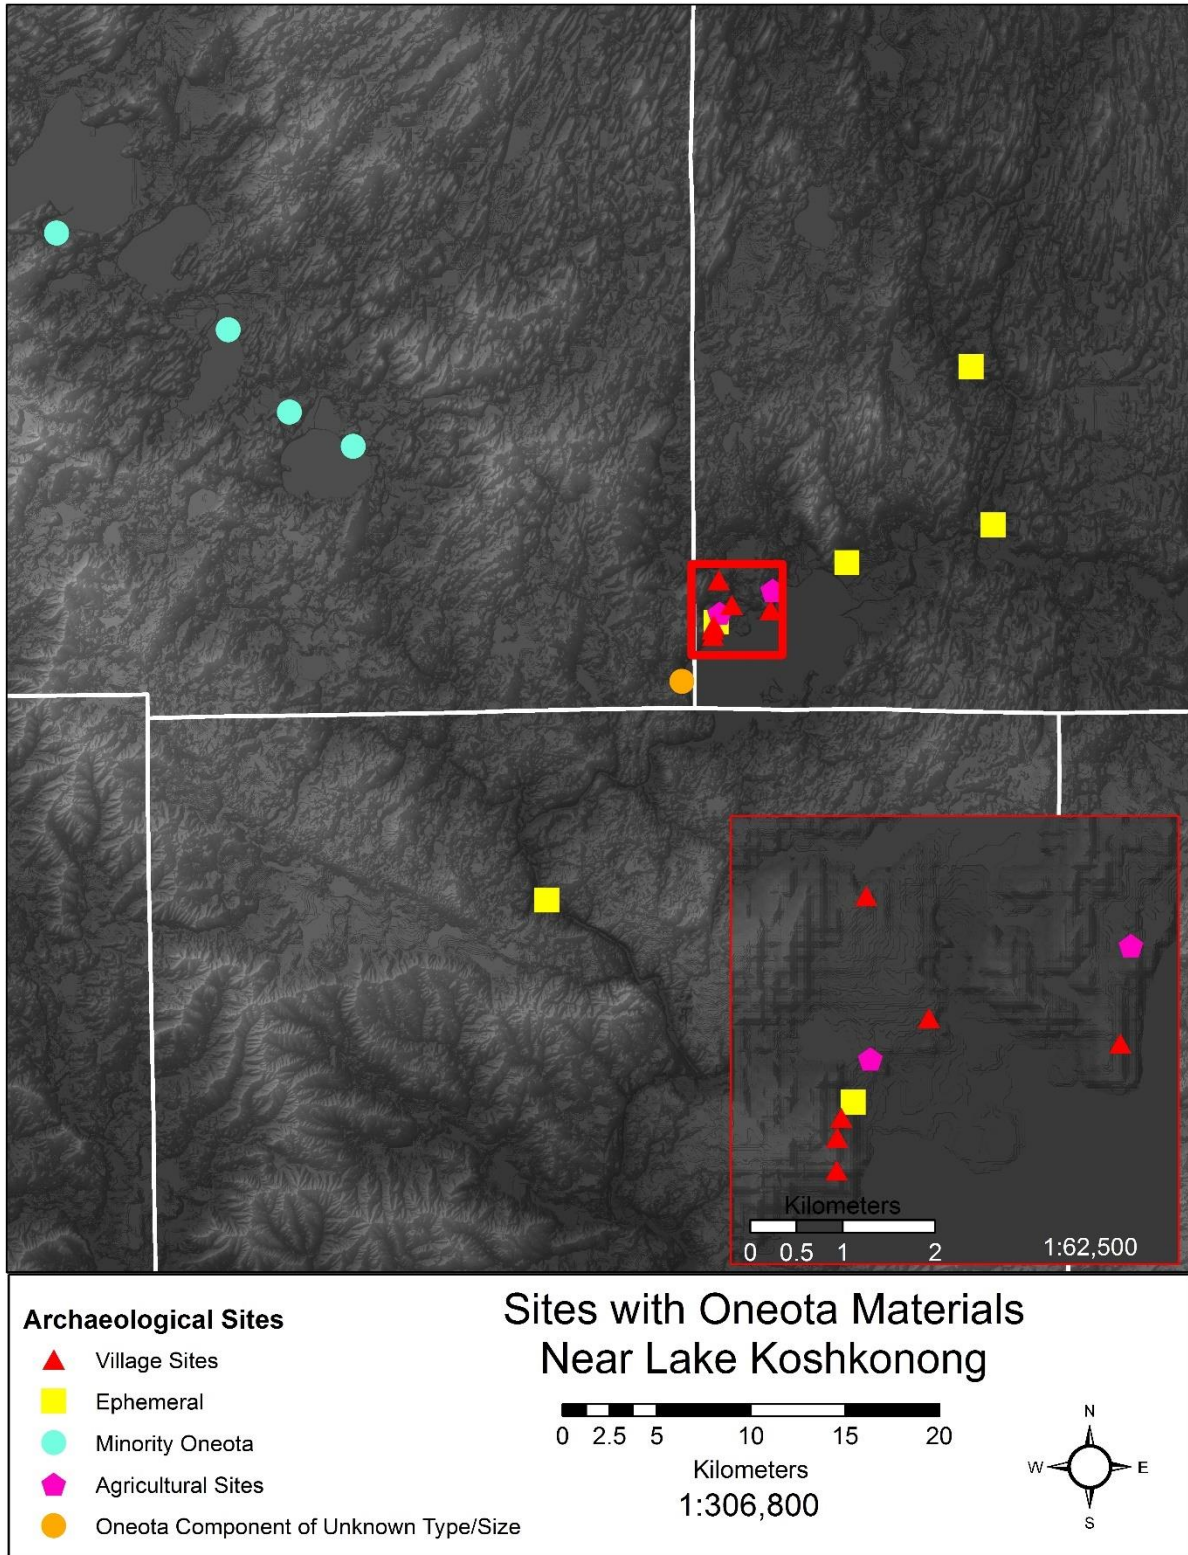 Kilometers
0 0.5 1 2
1:62,500
Archaeological Sites
Village Sites
Ephemeral
Minority Oneota
Agricultural Sites
Oneota Component of Unknown Type/Size
Sites with Oneota Materials
Near Lake Koshkonong
0 2.5 5 10 15 20
Kilometers
1:306,800
N
W E
S